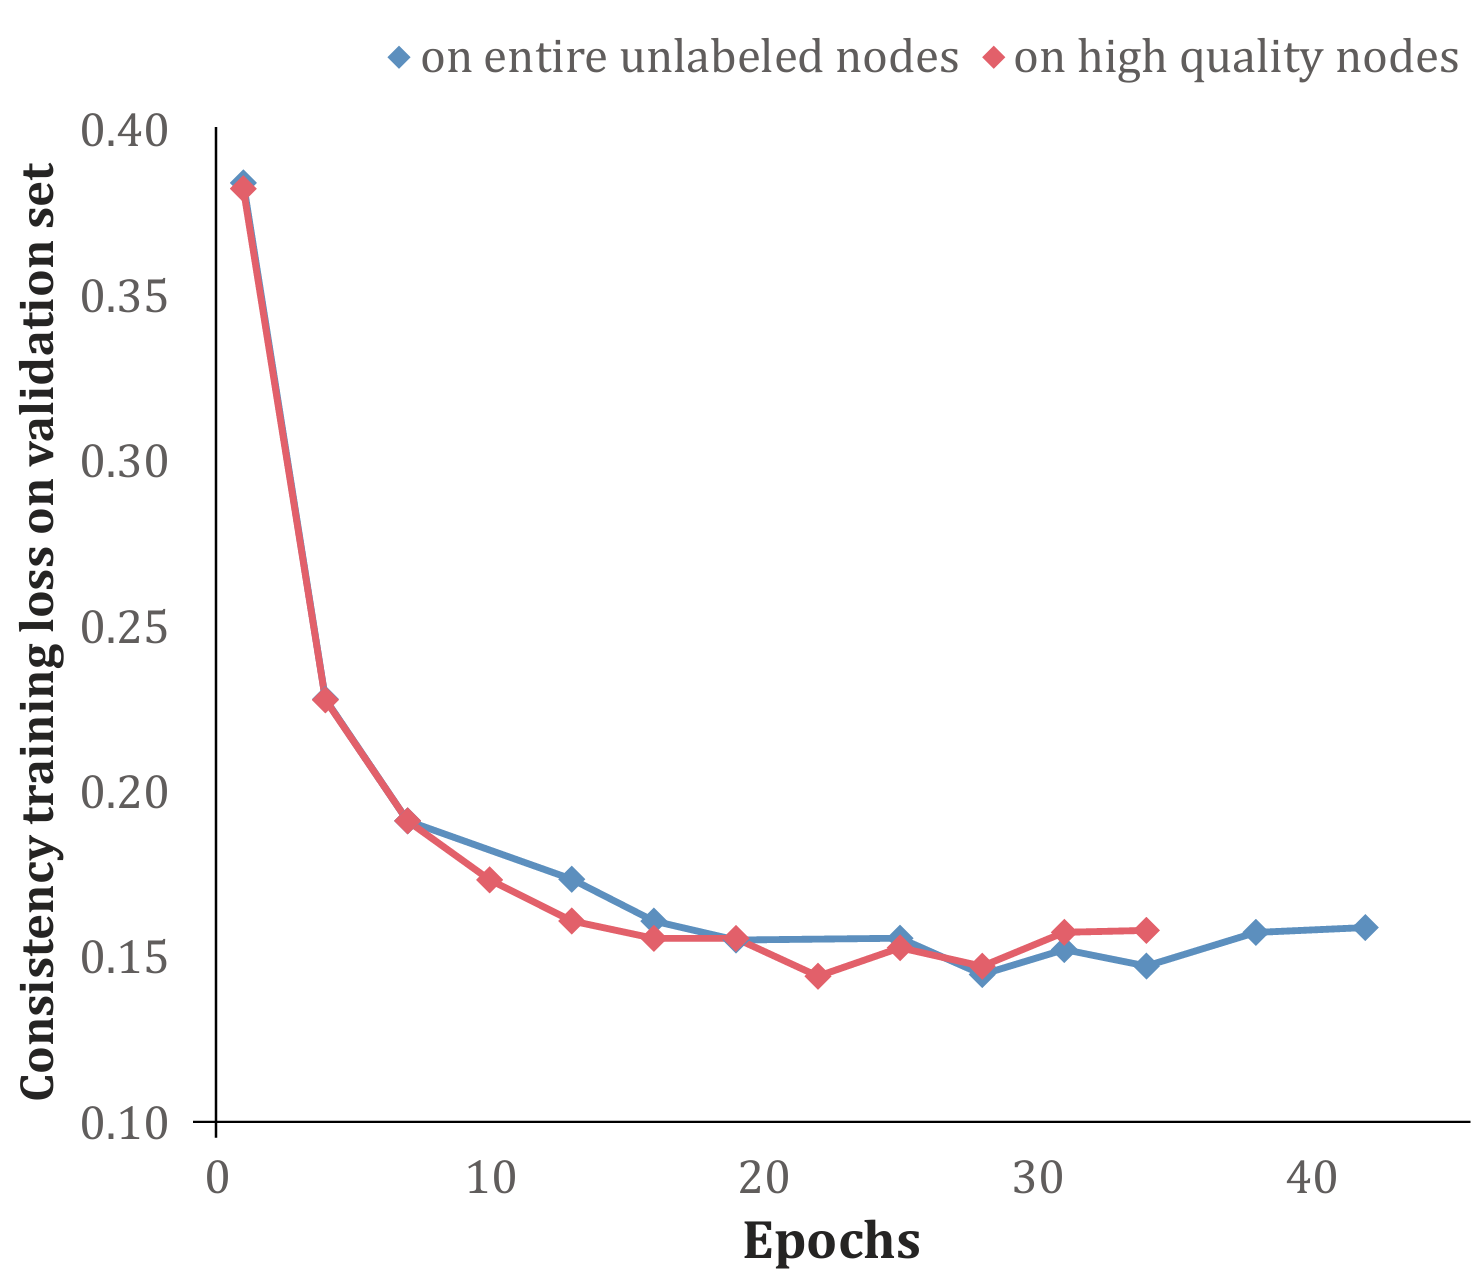 on entire unlabeled nodes on high quality nodes
Consistency training loss on validation set
0.40
0.35
0.30
0.25
0.20
0.15
0.10
0 10 20 30 40
Epochs